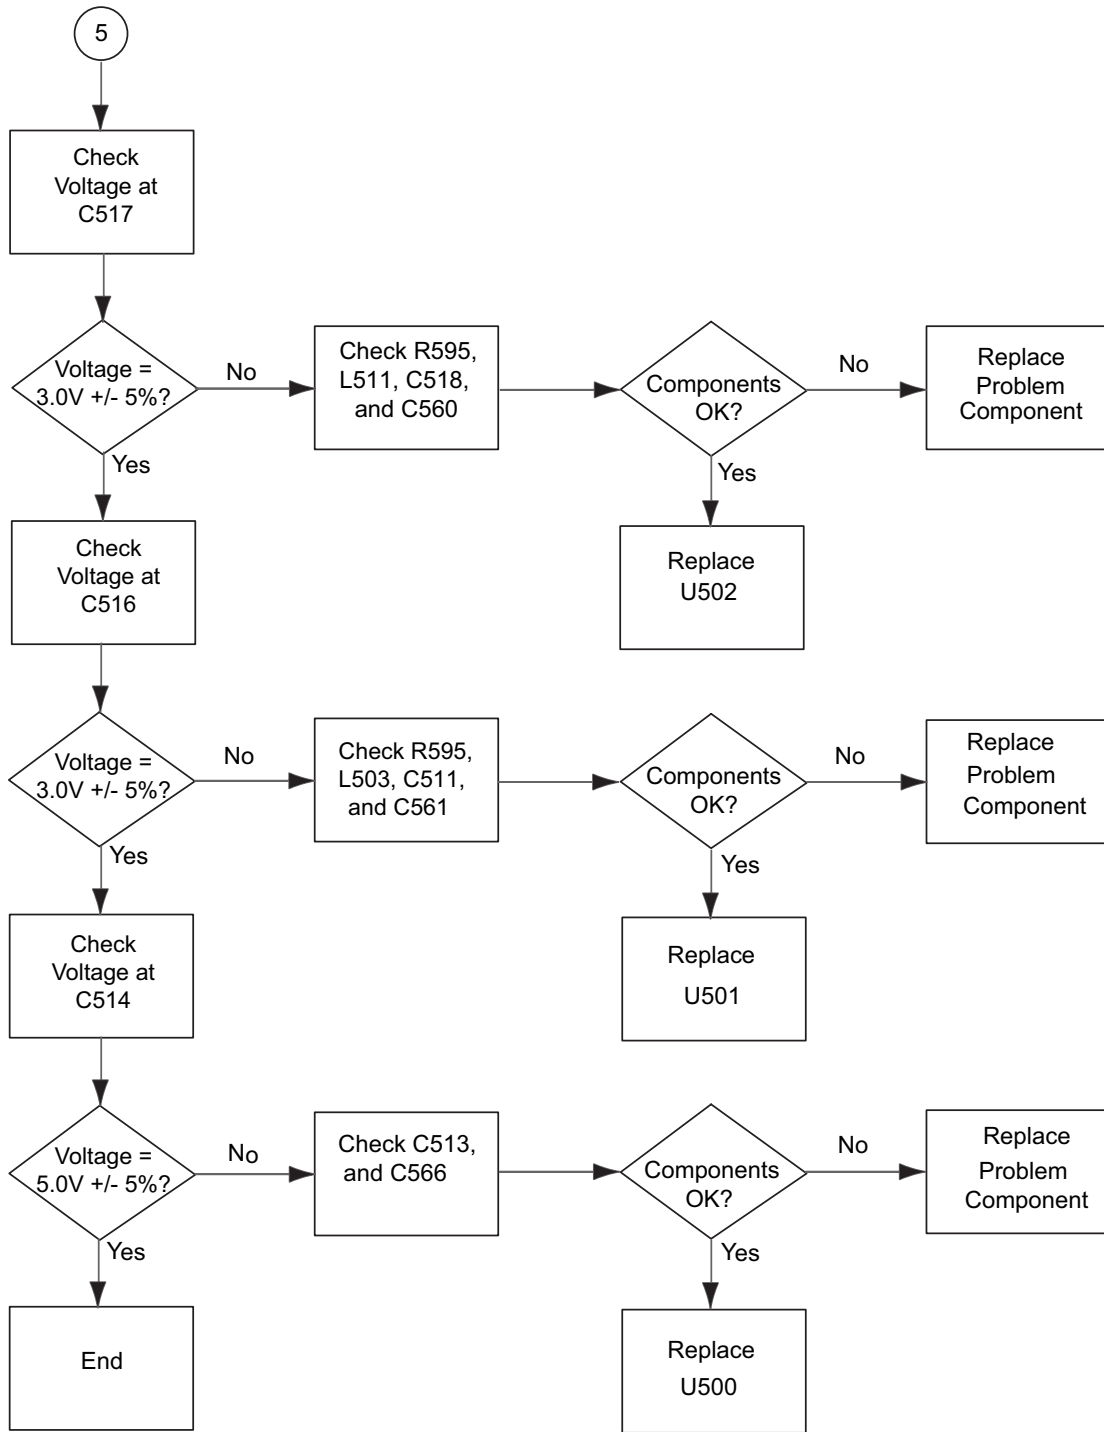 5
Check
Voltage at
C517
Voltage =
3.0V +/- 5%?
No
Check R595,
L511, C518,
and C560
Components
OK?
No
Replace
Problem
Component
Yes
Yes
Check
Voltage at
C516
Replace
U502
Voltage =
3.0V +/- 5%?
No
Check R595,
L503, C511,
and C561
Components
OK?
No
Replace
Problem
Component
Yes
Yes
Check
Voltage at
C514
Replace
U501
Voltage =
5.0V +/- 5%?
No
Check C513,
and C566
Components
OK?
No
Replace
Problem
Component
Yes
Yes
End
Replace
U500